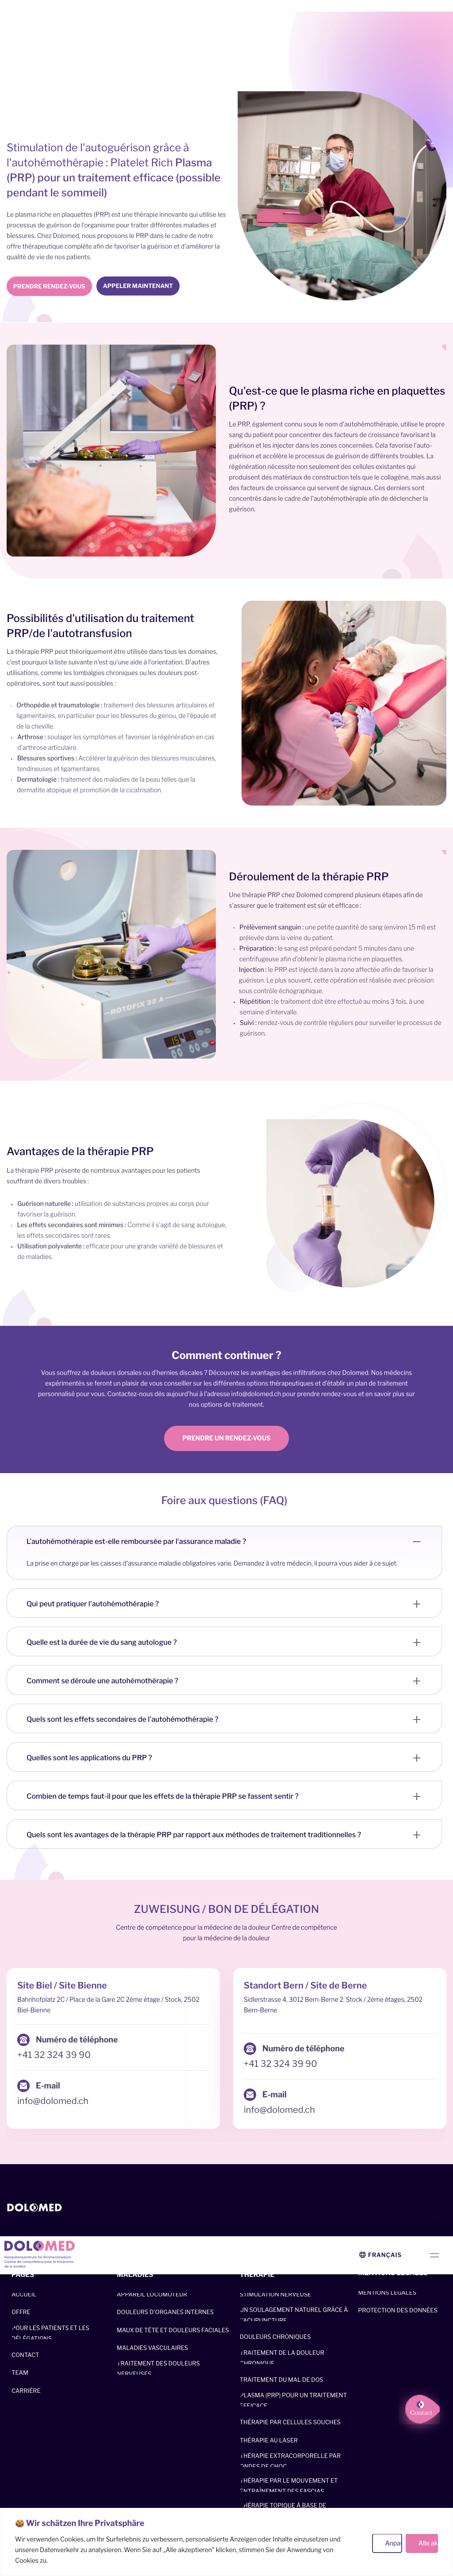 Stimulation de l'autoguérison grâce à
l'autohémothérapie : Platelet Rich Plasma
(PRP) pour un traitement efficace (possible
pendant le sommeil)
Le plasma riche en plaquettes (PRP) est une thérapie innovante qui utilise les
processus de guérison de l'organisme pour traiter différentes maladies et
blessures. Chez Dolomed, nous proposons le PRP dans le cadre de notre
offre thérapeutique complète afin de favoriser la guérison et d'améliorer la
qualité de vie de nos patients.
PRENDRE RENDEZ-VOUS
APPELER MAINTENANT
Qu'est-ce que le plasma riche en plaquettes
(PRP) ?
Le PRP, également connu sous le nom d'autohémothérapie, utilise le propre
sang du patient pour concentrer des facteurs de croissance favorisant la
guérison et les injecter dans les zones concernées. Cela favorise l'auto-
guérison et accélère le processus de guérison de différents troubles. La
régénération nécessite non seulement des cellules existantes qui
produisent des matériaux de construction tels que le collagène, mais aussi
des facteurs de croissance qui servent de signaux. Ces derniers sont
concentrés dans le cadre de l'autohémothérapie afin de déclencher la
guérison.
Possibilités d'utilisation du traitement
PRP/de l'autotransfusion
La thérapie PRP peut théoriquement être utilisée dans tous les domaines,
c'est pourquoi la liste suivante n'est qu'une aide à l'orientation. D'autres
utilisations, comme les lombalgies chroniques ou les douleurs post-
opératoires, sont tout aussi possibles :
Orthopédie et traumatologie : traitement des blessures articulaires et
ligamentaires, en particulier pour les blessures du genou, de l'épaule et
de la cheville.
Arthrose : soulager les symptômes et favoriser la régénération en cas
d'arthrose articulaire.
Blessures sportives : Accélérer la guérison des blessures musculaires,
tendineuses et ligamentaires.
Dermatologie : traitement des maladies de la peau telles que la
dermatite atopique et promotion de la cicatrisation.
ROTOFIX 32 A
Déroulement de la thérapie PRP
Une thérapie PRP chez Dolomed comprend plusieurs étapes afin de
s'assurer que le traitement est sûr et efficace :
Prélèvement sanguin : une petite quantité de sang (environ 15 ml) est
prélevée dans la veine du patient.
Préparation : le sang est préparé pendant 5 minutes dans une
centrifugeuse afin d'obtenir le plasma riche en plaquettes.
Injection : le PRP est injecté dans la zone affectée afin de favoriser la
guérison. Le plus souvent, cette opération est réalisée avec précision
sous contrôle échographique.
Répétition : le traitement doit être effectué au moins 3 fois, à une
semaine d'intervalle.
Suivi : rendez-vous de contrôle réguliers pour surveiller le processus de
guérison.
Avantages de la thérapie PRP
La thérapie PRP présente de nombreux avantages pour les patients
souffrant de divers troubles :
Guérison naturelle : utilisation de substances propres au corps pour
favoriser la guérison.
Les effets secondaires sont minimes : Comme il s'agit de sang autologue,
les effets secondaires sont rares.
Utilisation polyvalente : efficace pour une grande variété de blessures et
de maladies.
Comment continuer ?
Vous souffrez de douleurs dorsales ou d'hernies discales ? Découvrez les avantages des infiltrations chez Dolomed. Nos médecins
expérimentés se feront un plaisir de vous conseiller sur les différentes options thérapeutiques et d'établir un plan de traitement
personnalisé pour vous. Contactez-nous dès aujourd'hui à l'adresse info@dolomed.ch pour prendre rendez-vous et en savoir plus sur
nos options de traitement.
PRENDRE UN RENDEZ-VOUS
Foire aux questions (FAQ)
L'autohémothérapie est-elle remboursée par l'assurance maladie ?
La prise en charge par les caisses d'assurance maladie obligatoires varie. Demandez à votre médecin, il pourra vous aider à ce sujet.
Qui peut pratiquer l'autohémothérapie ?
Quelle est la durée de vie du sang autologue ?
Comment se déroule une autohémothérapie ?
Quels sont les effets secondaires de l'autohémothérapie ?
Quelles sont les applications du PRP ?
Combien de temps faut-il pour que les effets de la thérapie PRP se fassent sentir ?
Quels sont les avantages de la thérapie PRP par rapport aux méthodes de traitement traditionnelles ?
ZUWEISUNG / BON DE DÉLÉGATION
Centre de compétence pour la médecine de la douleur Centre de compétence
pour la médecine de la douleur
Site Biel / Site Bienne
Bahnhofplatz 2C / Place de la Gare 2C 2ème étage / Stock, 2502
Biel-Bienne
Numéro de téléphone
+41 32 324 39 90
E-mail
info@dolomed.ch
Standort Bern / Site de Berne
Sidlerstrasse 4, 3012 Bern-Berne 2. Stock / 2ème étages, 2502
Bern-Berne
Numéro de téléphone
+41 32 324 39 90
E-mail
info@dolomed.ch
DOLOMED
DOLOMED
Kompetenzzentrum für Schmerzmedizin
Centre de compétence pour la médecine
de la douleur
FRANÇAIS
PAGES
ACCUEIL
OFFRE
POUR LES PATIENTS ET LES
DÉLÉGATIONS
CONTACT
TEAM
CARRIÈRE
MALADIES
APPAREIL LOCOMOTEUR
DOULEURS D'ORGANES INTERNES
MAUX DE TÊTE ET DOULEURS FACIALES
MALADIES VASCULAIRES
TRAITEMENT DES DOULEURS
NERVEUSES
THÉRAPIE
STIMULATION NERVEUSE
UN SOULAGEMENT NATUREL GRÂCE À
L'ACUPUNCTURE
DOULEURS CHRONIQUES
TRAITEMENT DE LA DOULEUR
CHRONIQUE
TRAITEMENT DU MAL DE DOS
PLASMA (PRP) POUR UN TRAITEMENT
EFFICACE
THÉRAPIE PAR CELLULES SOUCHES
THÉRAPIE AU LASER
THÉRAPIE EXTRACORPORELLE PAR
ONDES DE CHOC
THÉRAPIE PAR LE MOUVEMENT ET
ENTRAÎNEMENT DES FASCIAS
THÉRAPIE TOPIQUE À BASE DE
MENTIONS LÉGALES
MENTIONS LÉGALES
PROTECTION DES DONNÉES
Contact
Wir schätzen Ihre Privatsphäre
Wir verwenden Cookies, um Ihr Surferlebnis zu verbessern, personalisierte Anzeigen oder Inhalte einzusetzen und
unseren Datenverkehr zu analysieren. Wenn Sie auf „Alle akzeptieren" klicken, stimmen Sie der Anwendung von
Cookies zu.
Anpa
Alle ak